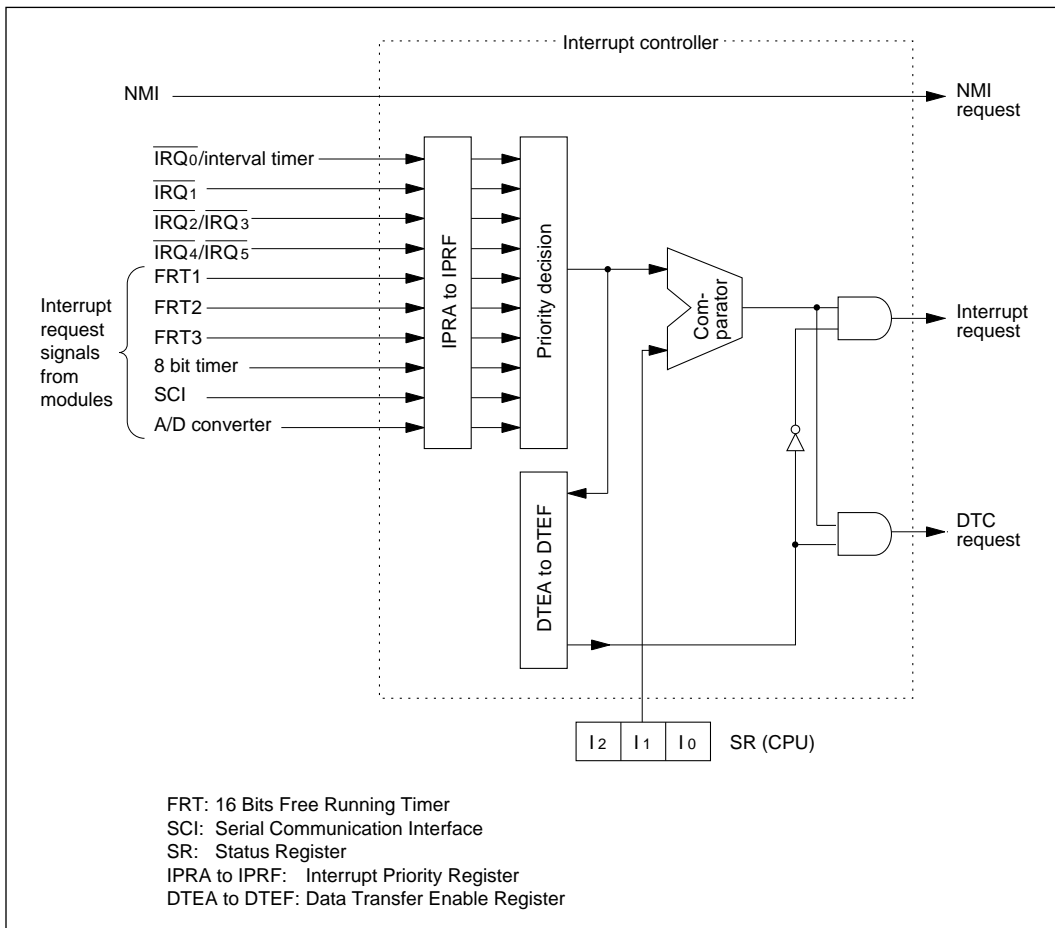 Interrupt controller
NMI
NMI
request
IRQ0/interval timer
IRQ1
IRQ2/IRQ3
IRQ4/IRQ5
FRT1
FRT2
FRT3
8 bit timer
SCI
A/D converter
Interrupt
request
signals
from
modules
IPRA to IPRF
Priority decision
Com-
parator
Interrupt
request
DTEA to DTEF
DTC
request
I2 I1 I0 SR (CPU)
FRT: 16 Bits Free Running Timer
SCI: Serial Communication Interface
SR: Status Register
IPRA to IPRF: Interrupt Priority Register
DTEA to DTEF: Data Transfer Enable Register